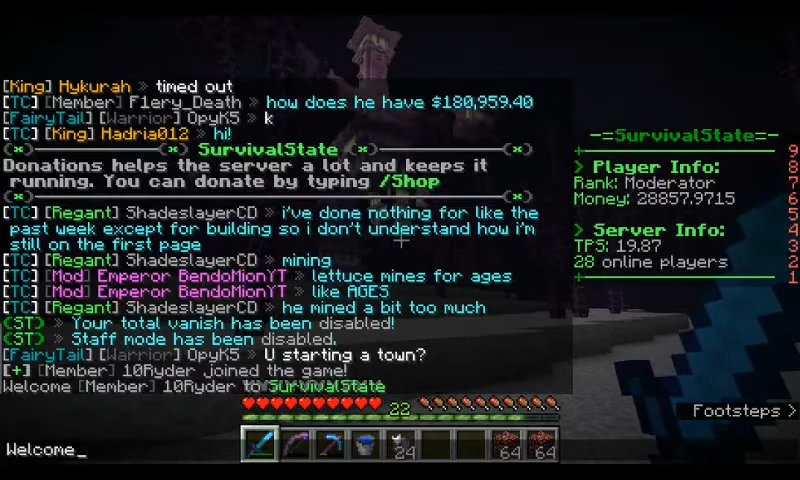 [King] Hykurah » timed out
[TC] [Member] F1ery_Death » how does he have $180,959.40
[FairyTail] [Warrior] OpyK5 » k
[TC] [King] Hadria012 » hi!
SurvivalState
Donations helps the server a lot and keeps it
running. You can donate by typing /Shop
[TC] [Regant] ShadeslayerCD » i've done nothing for like the
past week except for building so i don't understand how i'm
still on the first page
[TC] [Regant] ShadeslayerCD » mining
[TC] [Mod] Emperor BendoMionYT » lettuce mines for ages
[TC] [Mod] Emperor BendoMionYT » like AGES
[TC] [Regant] ShadeslayerCD » he mined a bit too much
(ST) » Your total vanish has been disabled!
(ST) » Staff mode has been disabled.
[FairyTail] [Warrior] OpyK5 » U starting a town?
[+] [Member] 10Ryder joined the game!
Welcome [Member] 10Ryder to SurvivalState
Welcome_
-=SurvivalState=-
9
> Player Info: 8
Rank: Moderator 7
Money: 28857.9715 6
5
> Server Info: 4
TPS: 19.87 3
28 online players 2
1
22
Footsteps >
24
64
64